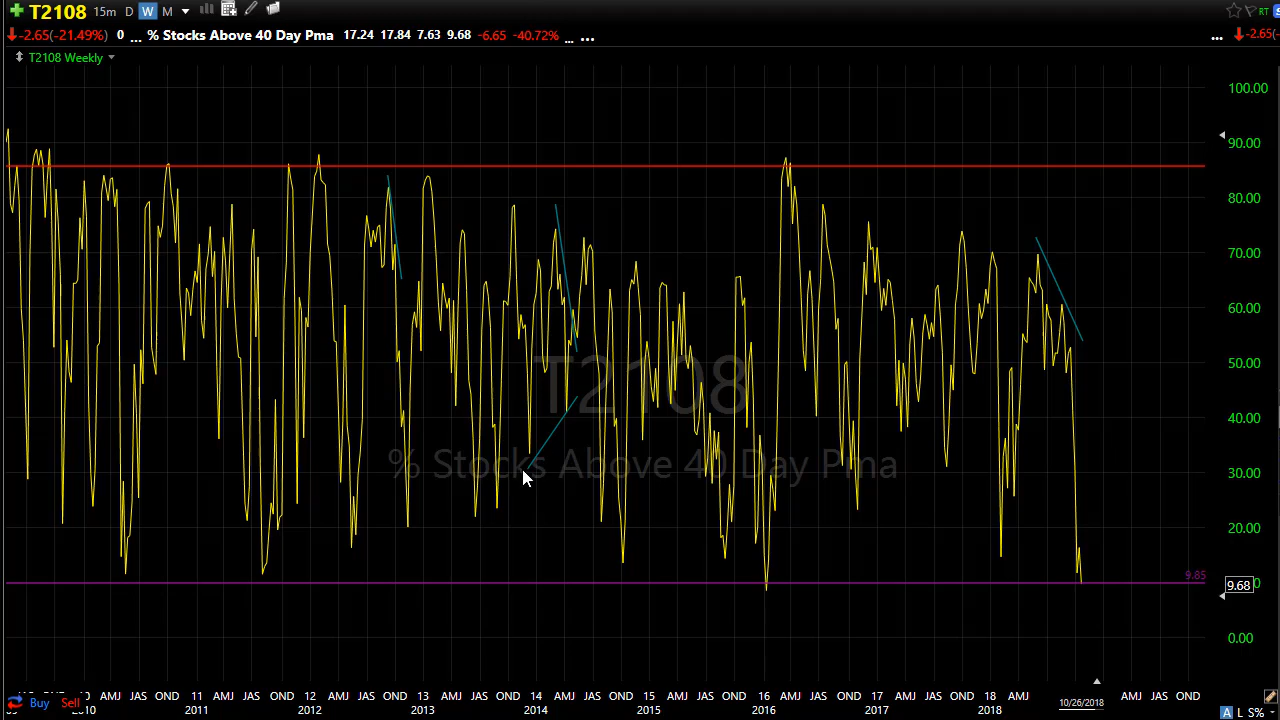 T2108 15m D W M RT
-2.65(-21.49%) 0 ... % Stocks Above 40 Day Pma 17.24 17.84 7.63 9.68 -6.65 -40.72% ... ... ... -2.65(-
T2108 Weekly
100.00
90.00
80.00
70.00
60.00
50.00
T2108
40.00
% Stocks Above 40 Day Pma
30.00
20.00
9.85
9.68
0.00
10 AMJ JAS OND 11 AMJ JAS OND 12 AMJ JAS OND 13 AMJ JAS OND 14 AMJ JAS OND 15 AMJ JAS OND 16 AMJ JAS OND 17 AMJ JAS OND 18 AMJ AMJ JAS OND
Buy Sell 10/26/2018
09 2010 2011 2012 2013 2014 2015 2016 2017 2018 A L S%